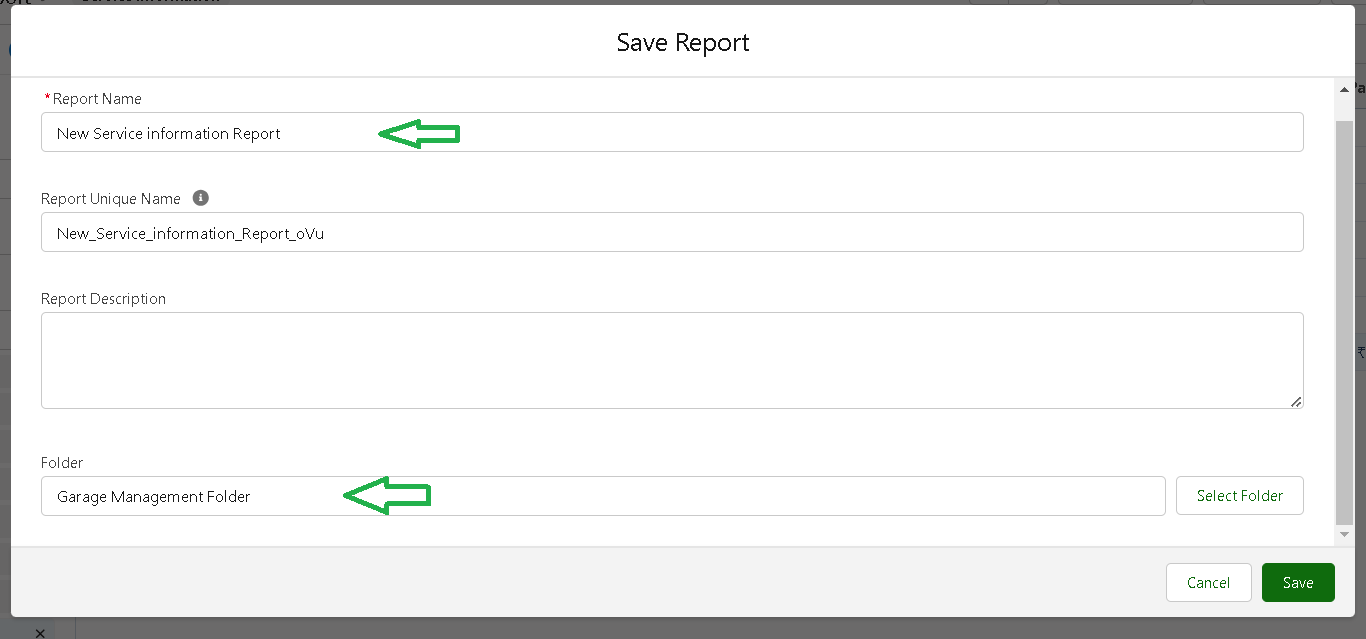 Save Report
*Report Name
New Service information Report
Report Unique Name
New_Service_information_Report_oVu
Report Description
Folder
Garage Management Folder
Select Folder
Cancel
Save